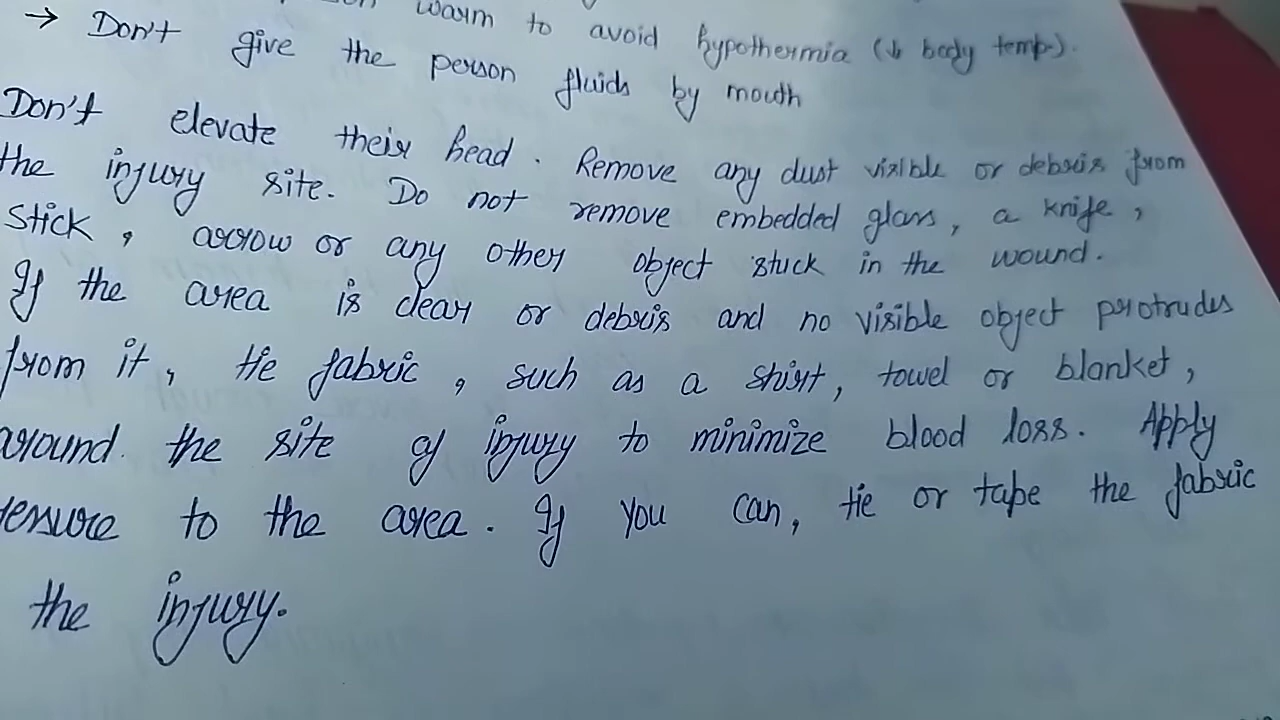 warm to avoid hypothermia (↓ body temp).
→ Don't give the person fluids by mouth
Don't elevate their head. Remove any dust visible or debris from
the injury site. Do not remove embedded glass, a knife,
stick, arrow or any other object stuck in the wound.
If the area is clear or debris and no visible object protrudes
from it, tie fabric, such as a shirt, towel or blanket,
around the site of injury to minimize blood loss. Apply
to the area. If you can, tie or tape the fabric
the injury.